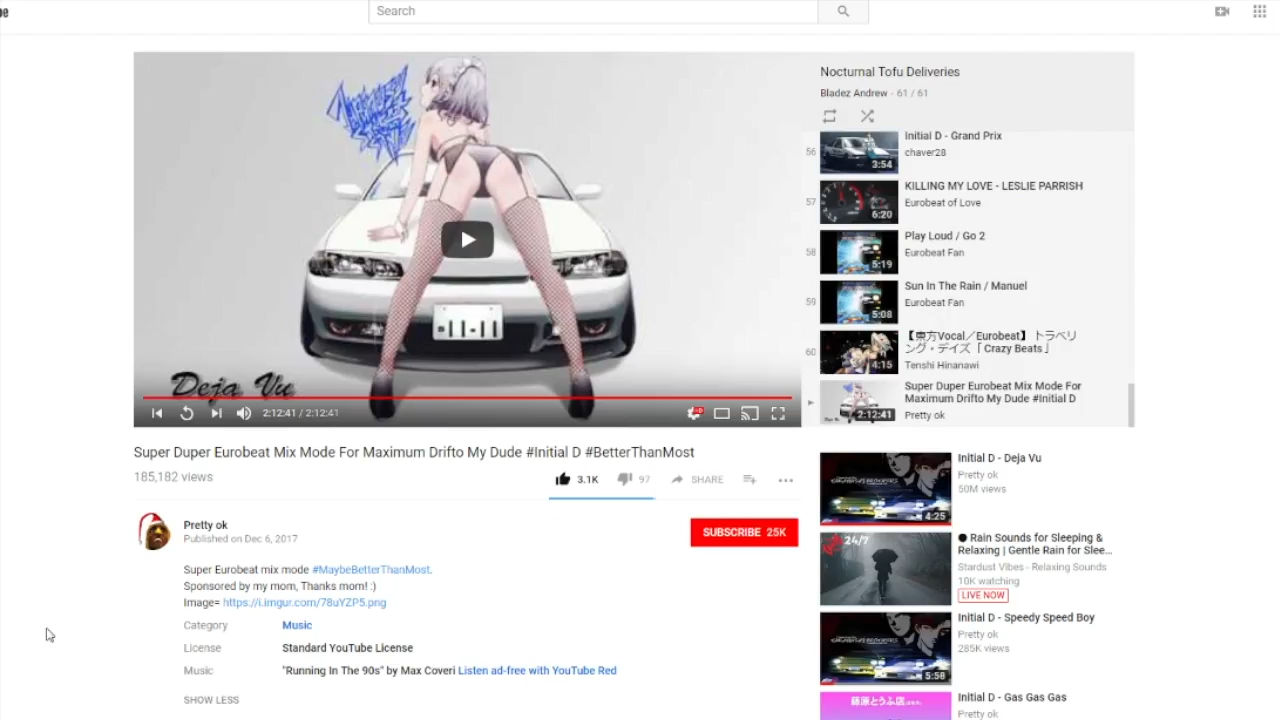 be
Search
Deja Vu
11-11
2:12:41 / 2:12:41
HD
Super Duper Eurobeat Mix Mode For Maximum Drifto My Dude #Initial D #BetterThanMost
185,182 views
3.1K
97
SHARE
Pretty ok
Published on Dec 6, 2017
SUBSCRIBE 25K
Super Eurobeat mix mode #MaybeBetterThanMost.
Sponsored by my mom, Thanks mom! :)
Image= https://i.imgur.com/78uYZP5.png
Category Music
License Standard YouTube License
Music "Running In The 90s" by Max Coveri Listen ad-free with YouTube Red
SHOW LESS
Nocturnal Tofu Deliveries
Bladez Andrew - 61 / 61
56
3:54
Initial D - Grand Prix
chaver28
57
6:20
KILLING MY LOVE - LESLIE PARRISH
Eurobeat of Love
58
5:19
Play Loud / Go 2
Eurobeat Fan
59
5:08
Sun In The Rain / Manuel
Eurobeat Fan
60
4:15
【東方Vocal／Eurobeat】 トラベリ
ング・デイズ 「 Crazy Beats 」
Tenshi Hinanawi
2:12:41
Super Duper Eurobeat Mix Mode For
Maximum Drifto My Dude #Initial D
Pretty ok
4:25
Initial D - Deja Vu
Pretty ok
50M views
24/7
● Rain Sounds for Sleeping &
Relaxing | Gentle Rain for Slee...
Stardust Vibes - Relaxing Sounds
10K watching
LIVE NOW
5:58
Initial D - Speedy Speed Boy
Pretty ok
285K views
藤原とうふ店
Initial D - Gas Gas Gas
Pretty ok